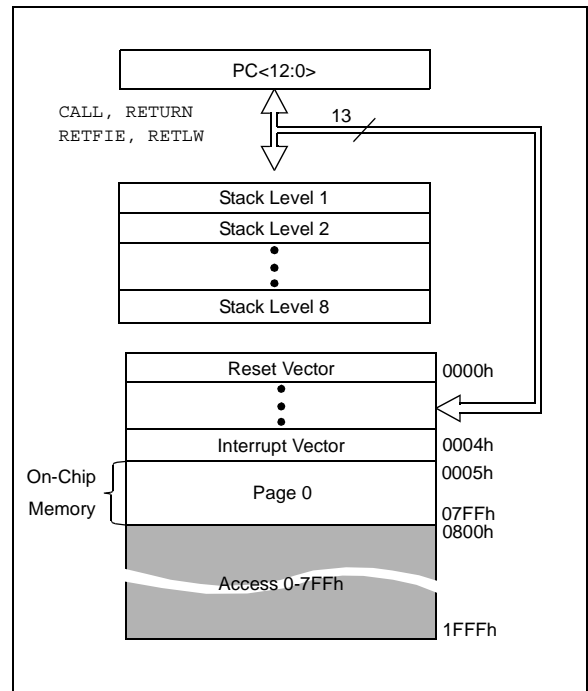 PC<12:0>
CALL, RETURN
RETFIE, RETLW
13
Stack Level 1
Stack Level 2
Stack Level 8
Reset Vector
0000h
Interrupt Vector
0004h
On-Chip
Memory
Page 0
0005h
07FFh
0800h
Access 0-7FFh
1FFFh